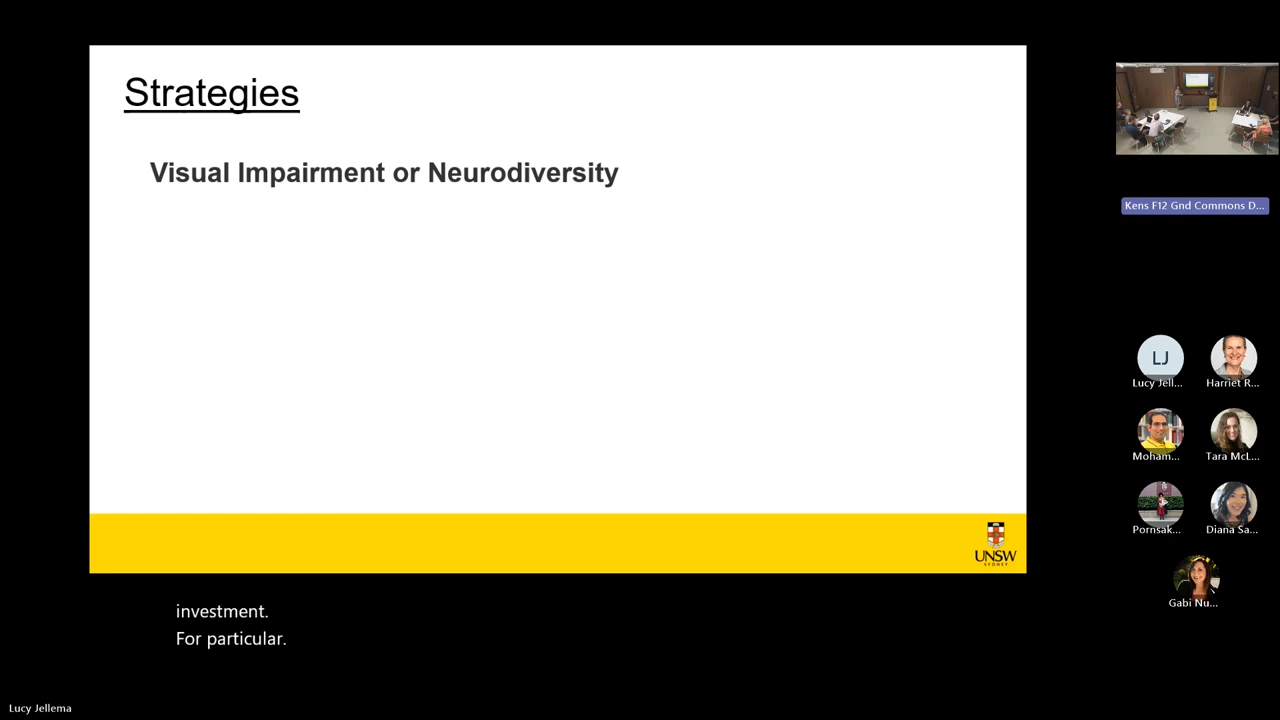 Strategies
Visual Impairment or Neurodiversity
UNSW
SYDNEY
investment.
For particular.
Lucy Jellema
Kens F12 Gnd Commons D...
LJ
Lucy Jell...
Harriet R...
Moham...
Tara McL...
Pornsak...
Diana Sa...
Gabi Nu...